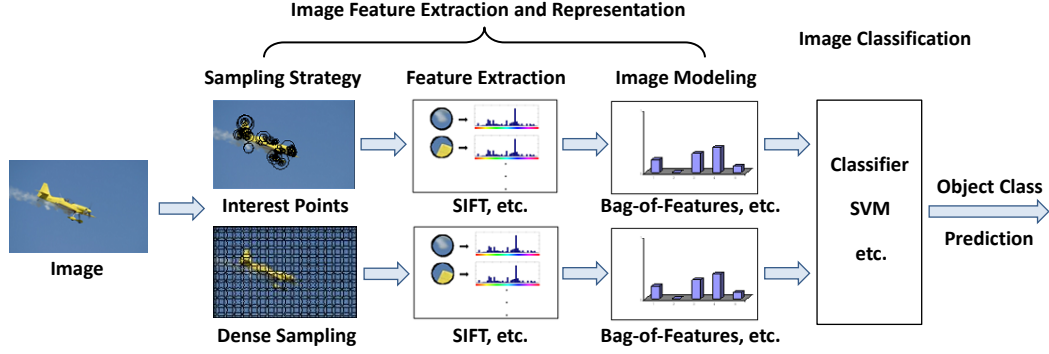 Image Feature Extraction and Representation
Image Classification
Sampling Strategy
Feature Extraction
Image Modeling
Interest Points
SIFT, etc.
Bag-of-Features, etc.
Image
Dense Sampling
SIFT, etc.
Bag-of-Features, etc.
Classifier
SVM
etc.
Object Class
Prediction